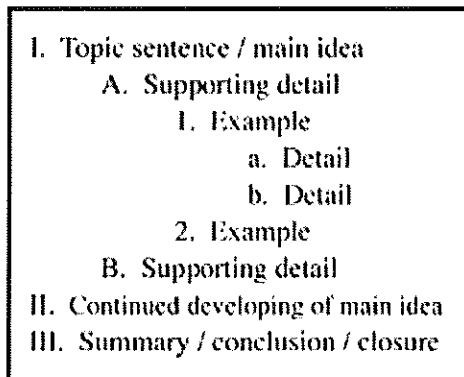 I. Topic sentence / main idea
A. Supporting detail
1. Example
a. Detail
b. Detail
2. Example
B. Supporting detail
II. Continued developing of main idea
III. Summary / conclusion / closure